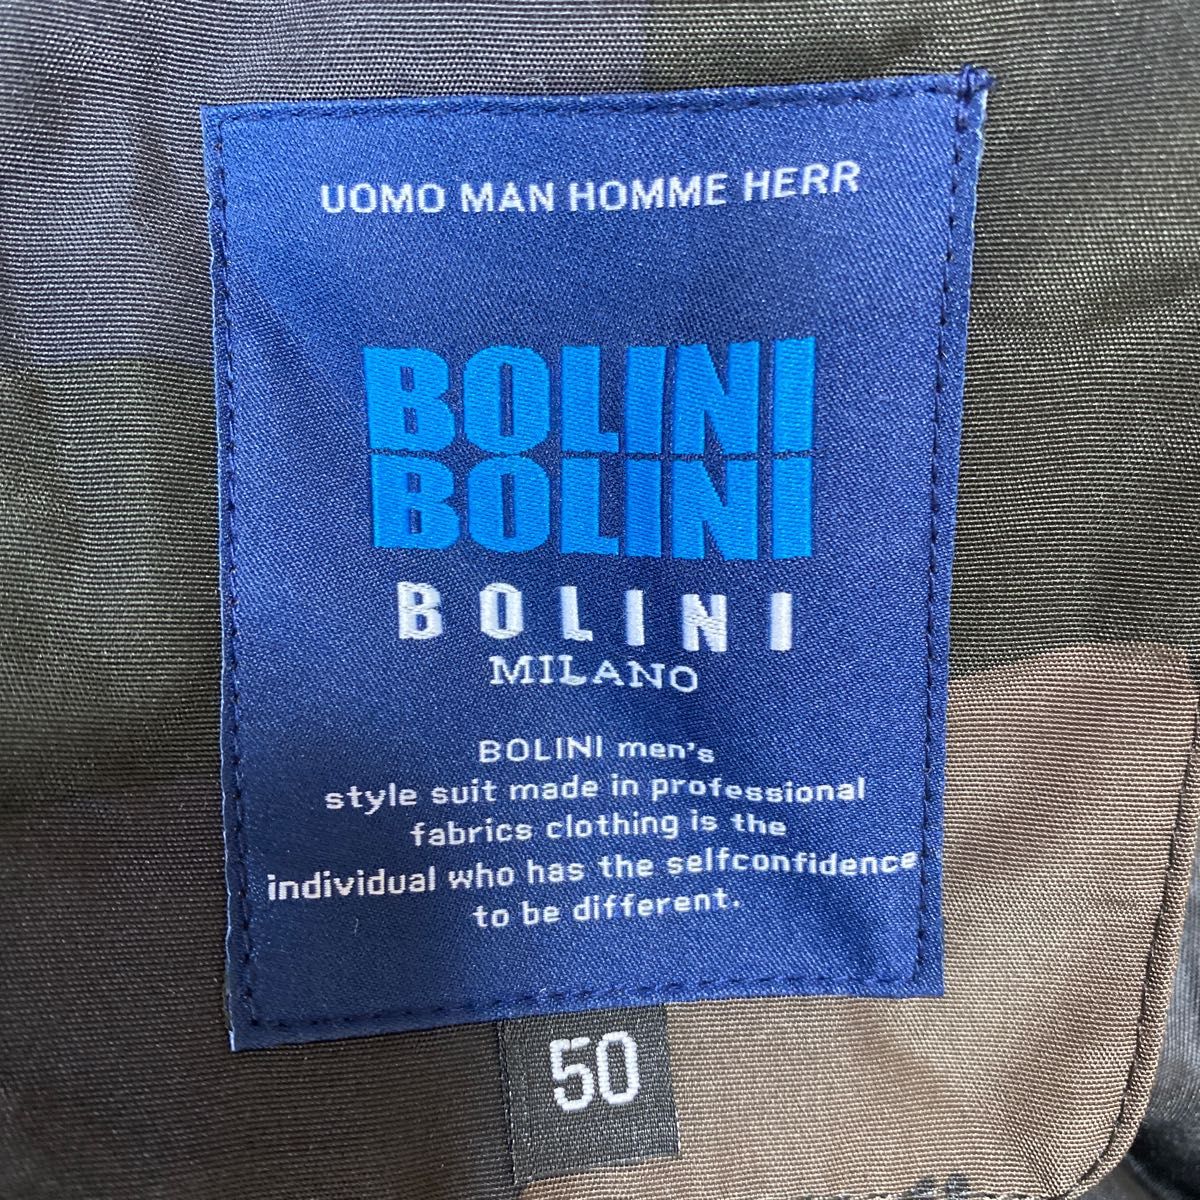 UOMO MAN HOMME HERR
BOLINI
BOLINI
BOLINI
MILANO
BOLINI men's
style suit made in professional
fabrics clothing is the
individual who has the selfconfidence
to be different.
50